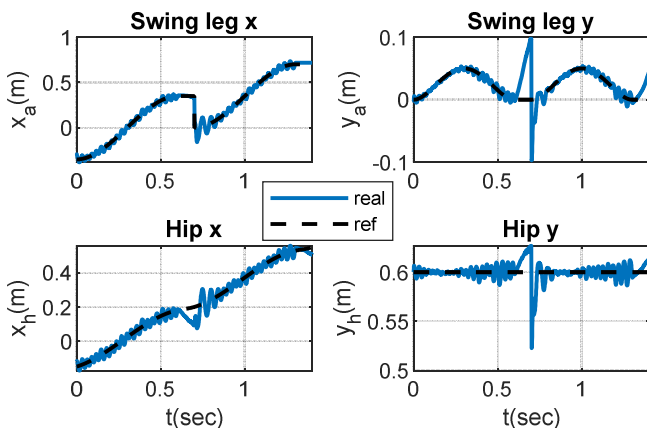 Swing leg x
x_a(m)
1
0.5
0
0 0.5 1
Swing leg y
y_a(m)
0.1
0
-0.1
0 0.5 1
real
ref
Hip x
x_h(m)
0.4
0.2
0
0 0.5 1
t(sec)
Hip y
y_h(m)
0.6
0.55
0.5
0 0.5 1
t(sec)